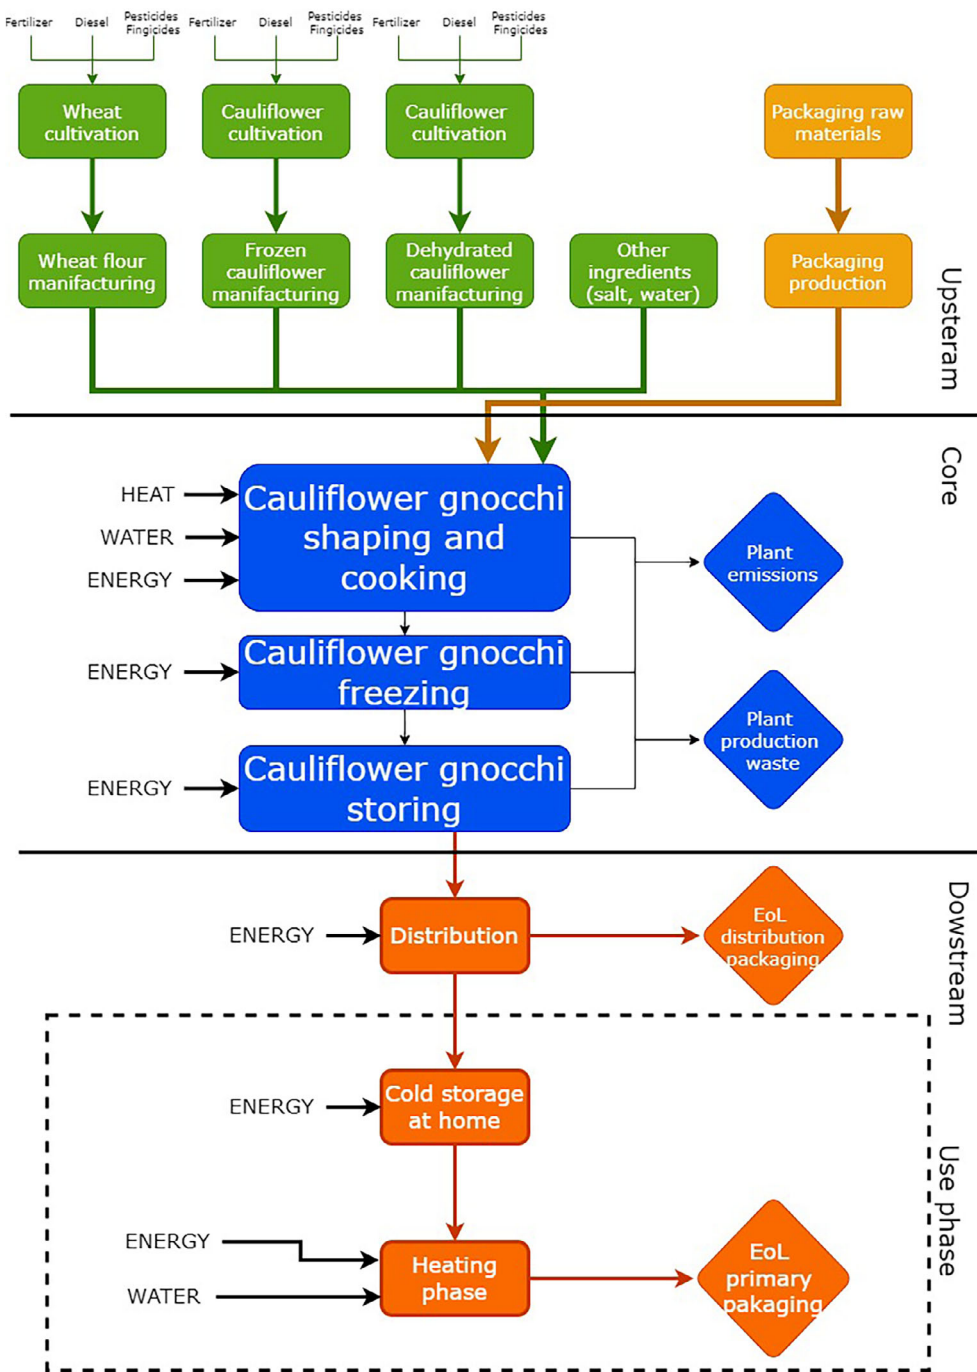 Fertilizer
Diesel
Pesticides
Fingicides
Fertilizer
Diesel
Pesticides
Fingicides
Fertilizer
Diesel
Pesticides
Fingicides
Wheat
cultivation
Cauliflower
cultivation
Cauliflower
cultivation
Packaging raw
materials
Wheat flour
manifacturing
Frozen
cauliflower
manifacturing
Dehydrated
cauliflower
manifacturing
Other
ingredients
(salt, water)
Packaging
production
Upsteram
Core
HEAT
WATER
ENERGY
Cauliflower gnocchi
shaping and
cooking
Plant
emissions
ENERGY
Cauliflower gnocchi
freezing
Plant
production
waste
ENERGY
Cauliflower gnocchi
storing
Dowstream
ENERGY
Distribution
EoL
distribution
packaging
Use phase
ENERGY
Cold storage
at home
ENERGY
WATER
Heating
phase
EoL
primary
pakaging